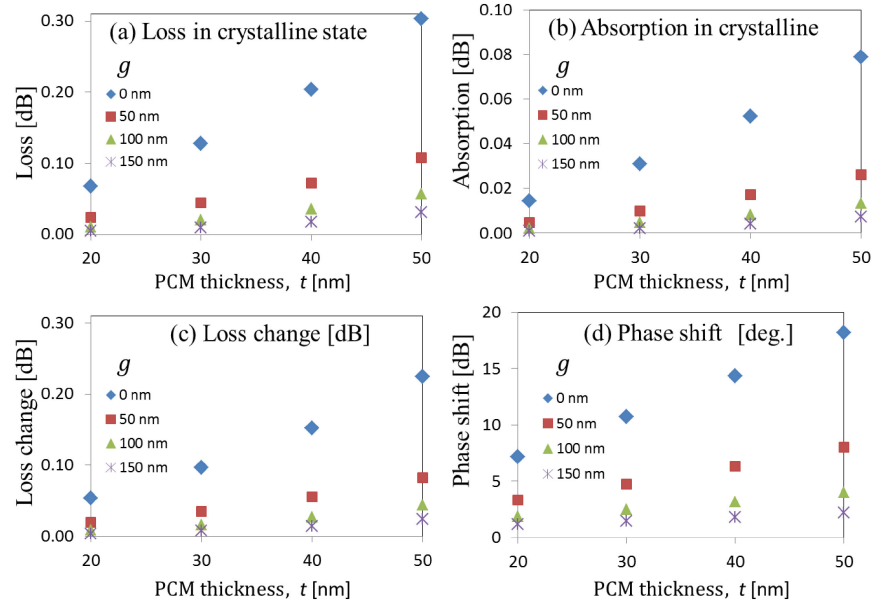 (a) Loss in crystalline state
Loss [dB]
0.30
0.20
0.10
0.00
g
0 nm
50 nm
100 nm
150 nm
20 30 40 50
PCM thickness, t [nm]
(b) Absorption in crystalline
Absorption [dB]
0.10
0.08
0.06
0.04
0.02
0.00
g
0 nm
50 nm
100 nm
150 nm
20 30 40 50
PCM thickness, t [nm]
(c) Loss change [dB]
Loss change [dB]
0.30
0.20
0.10
0.00
g
0 nm
50 nm
100 nm
150 nm
20 30 40 50
PCM thickness, t [nm]
(d) Phase shift [deg.]
Phase shift [dB]
20
15
10
5
0
g
0 nm
50 nm
100 nm
150 nm
20 30 40 50
PCM thickness, t [nm]